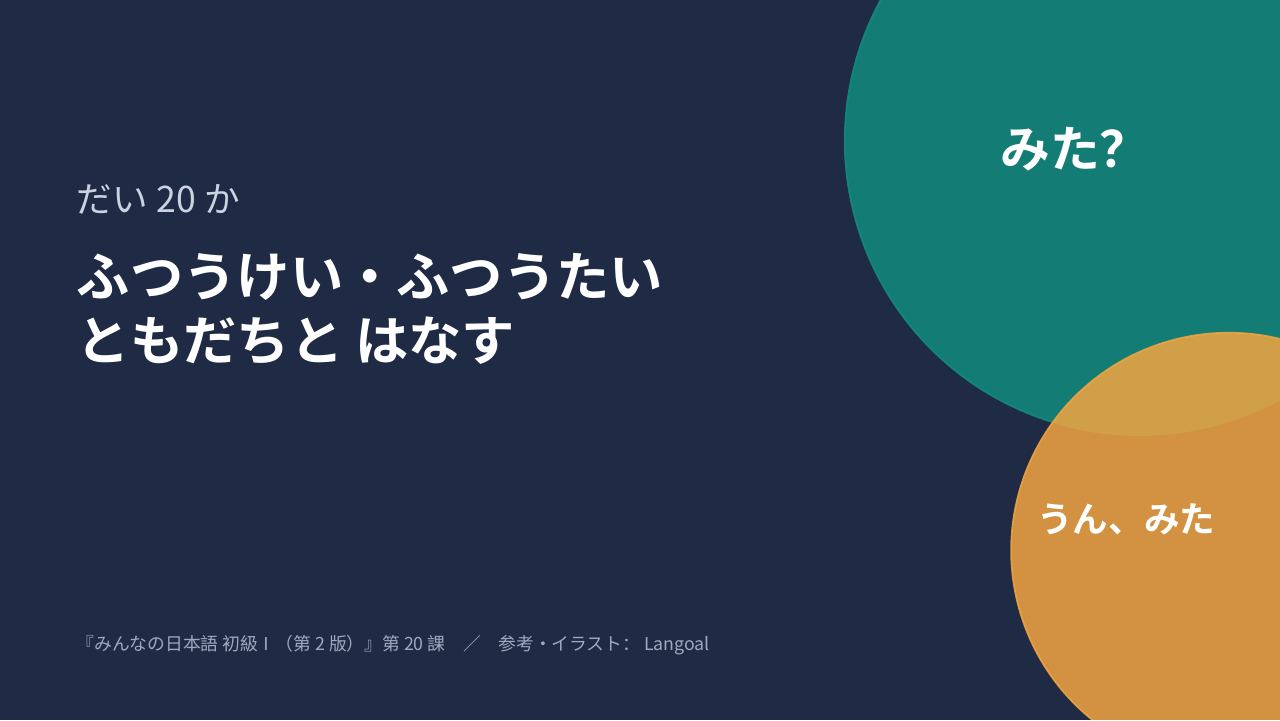 だい 20 か
ふつうけい・ふつうたい
ともだちと はなす
みた？
うん、みた
『みんなの日本語 初級Ⅰ（第２版）』第 20 課　／　参考・イラスト： Langoal